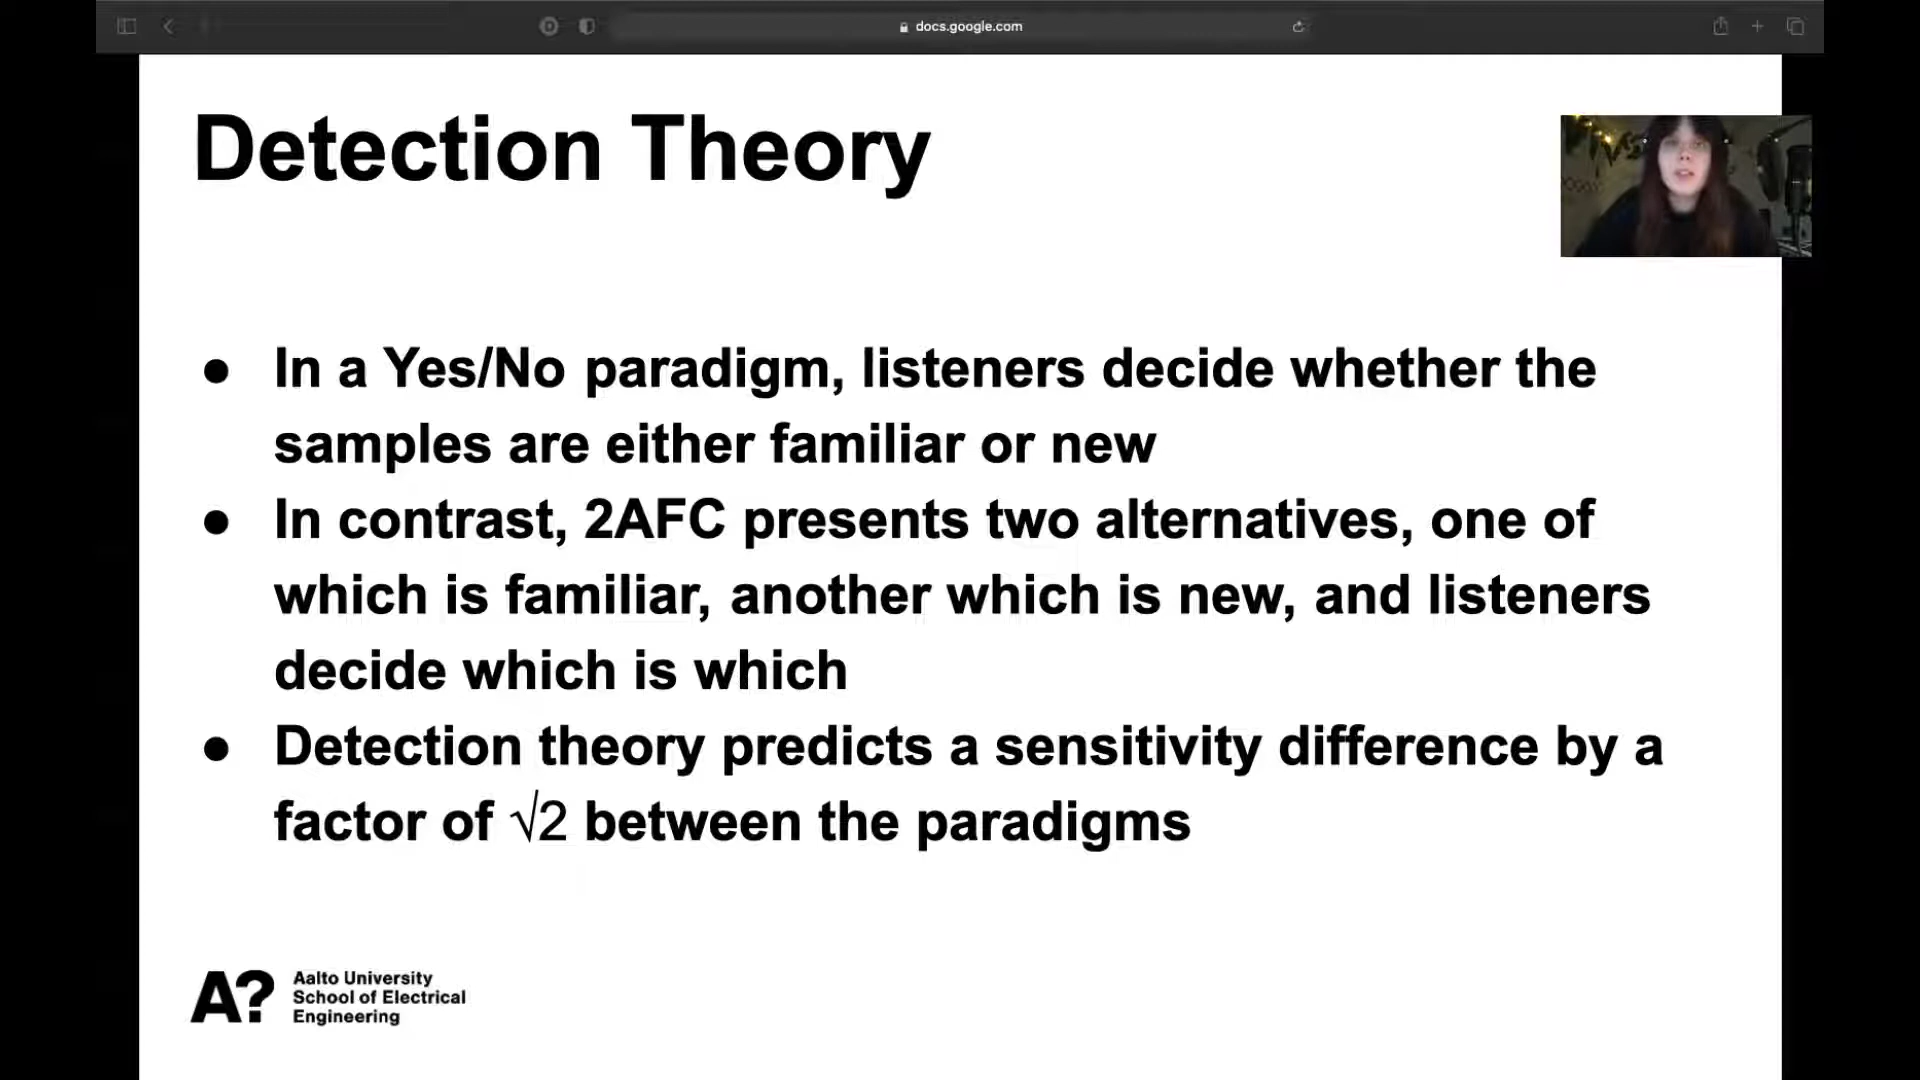 docs.google.com
Detection Theory
● In a Yes/No paradigm, listeners decide whether the
samples are either familiar or new
● In contrast, 2AFC presents two alternatives, one of
which is familiar, another which is new, and listeners
decide which is which
● Detection theory predicts a sensitivity difference by a
factor of √2 between the paradigms
A?
Aalto University
School of Electrical
Engineering